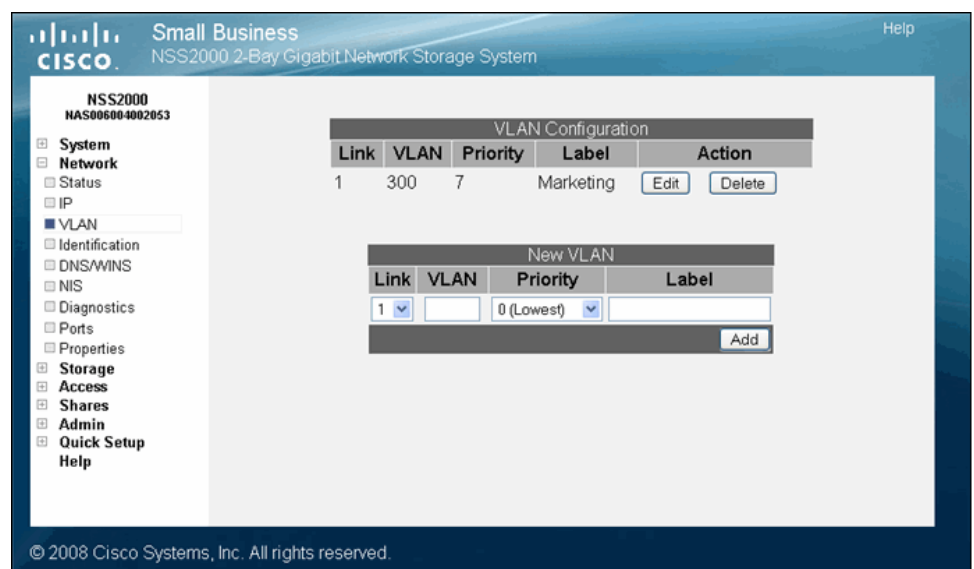 CISCO.
Small Business
NSS2000 2-Bay Gigabit Network Storage System
Help
NSS2000
NAS006004002053
System
Network
Status
IP
VLAN
Identification
DNS/WINS
NIS
Diagnostics
Ports
Properties
Storage
Access
Shares
Admin
Quick Setup
Help
VLAN Configuration
Link VLAN Priority Label Action
1 300 7 Marketing Edit Delete
New VLAN
Link VLAN Priority Label
1 0 (Lowest)
Add
© 2008 Cisco Systems, Inc. All rights reserved.